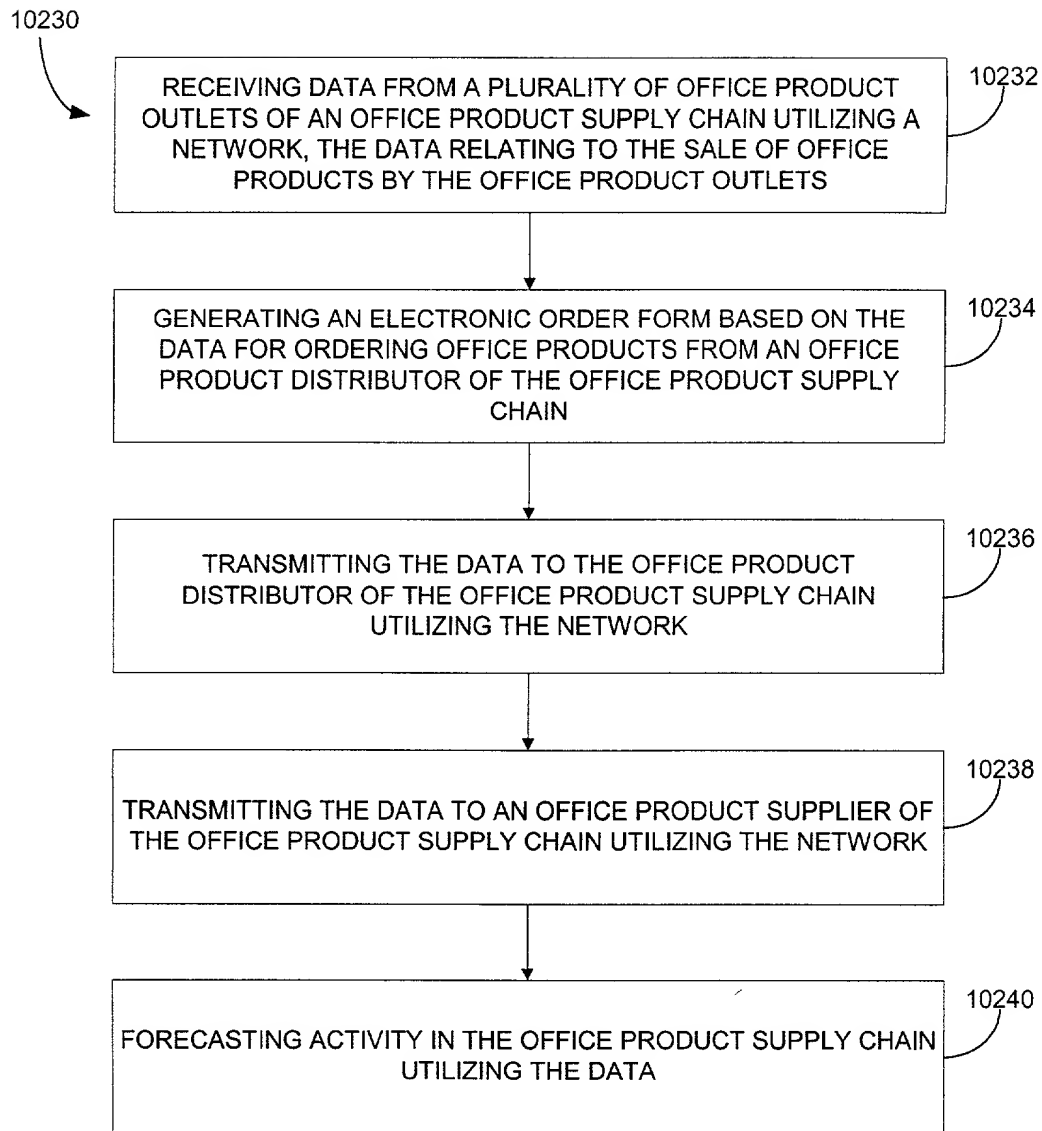 10230
RECEIVING DATA FROM A PLURALITY OF OFFICE PRODUCT
OUTLETS OF AN OFFICE PRODUCT SUPPLY CHAIN UTILIZING A
NETWORK, THE DATA RELATING TO THE SALE OF OFFICE
PRODUCTS BY THE OFFICE PRODUCT OUTLETS
10232
GENERATING AN ELECTRONIC ORDER FORM BASED ON THE
DATA FOR ORDERING OFFICE PRODUCTS FROM AN OFFICE
PRODUCT DISTRIBUTOR OF THE OFFICE PRODUCT SUPPLY
CHAIN
10234
TRANSMITTING THE DATA TO THE OFFICE PRODUCT
DISTRIBUTOR OF THE OFFICE PRODUCT SUPPLY CHAIN
UTILIZING THE NETWORK
10236
TRANSMITTING THE DATA TO AN OFFICE PRODUCT SUPPLIER OF
THE OFFICE PRODUCT SUPPLY CHAIN UTILIZING THE NETWORK
10238
FORECASTING ACTIVITY IN THE OFFICE PRODUCT SUPPLY CHAIN
UTILIZING THE DATA
10240